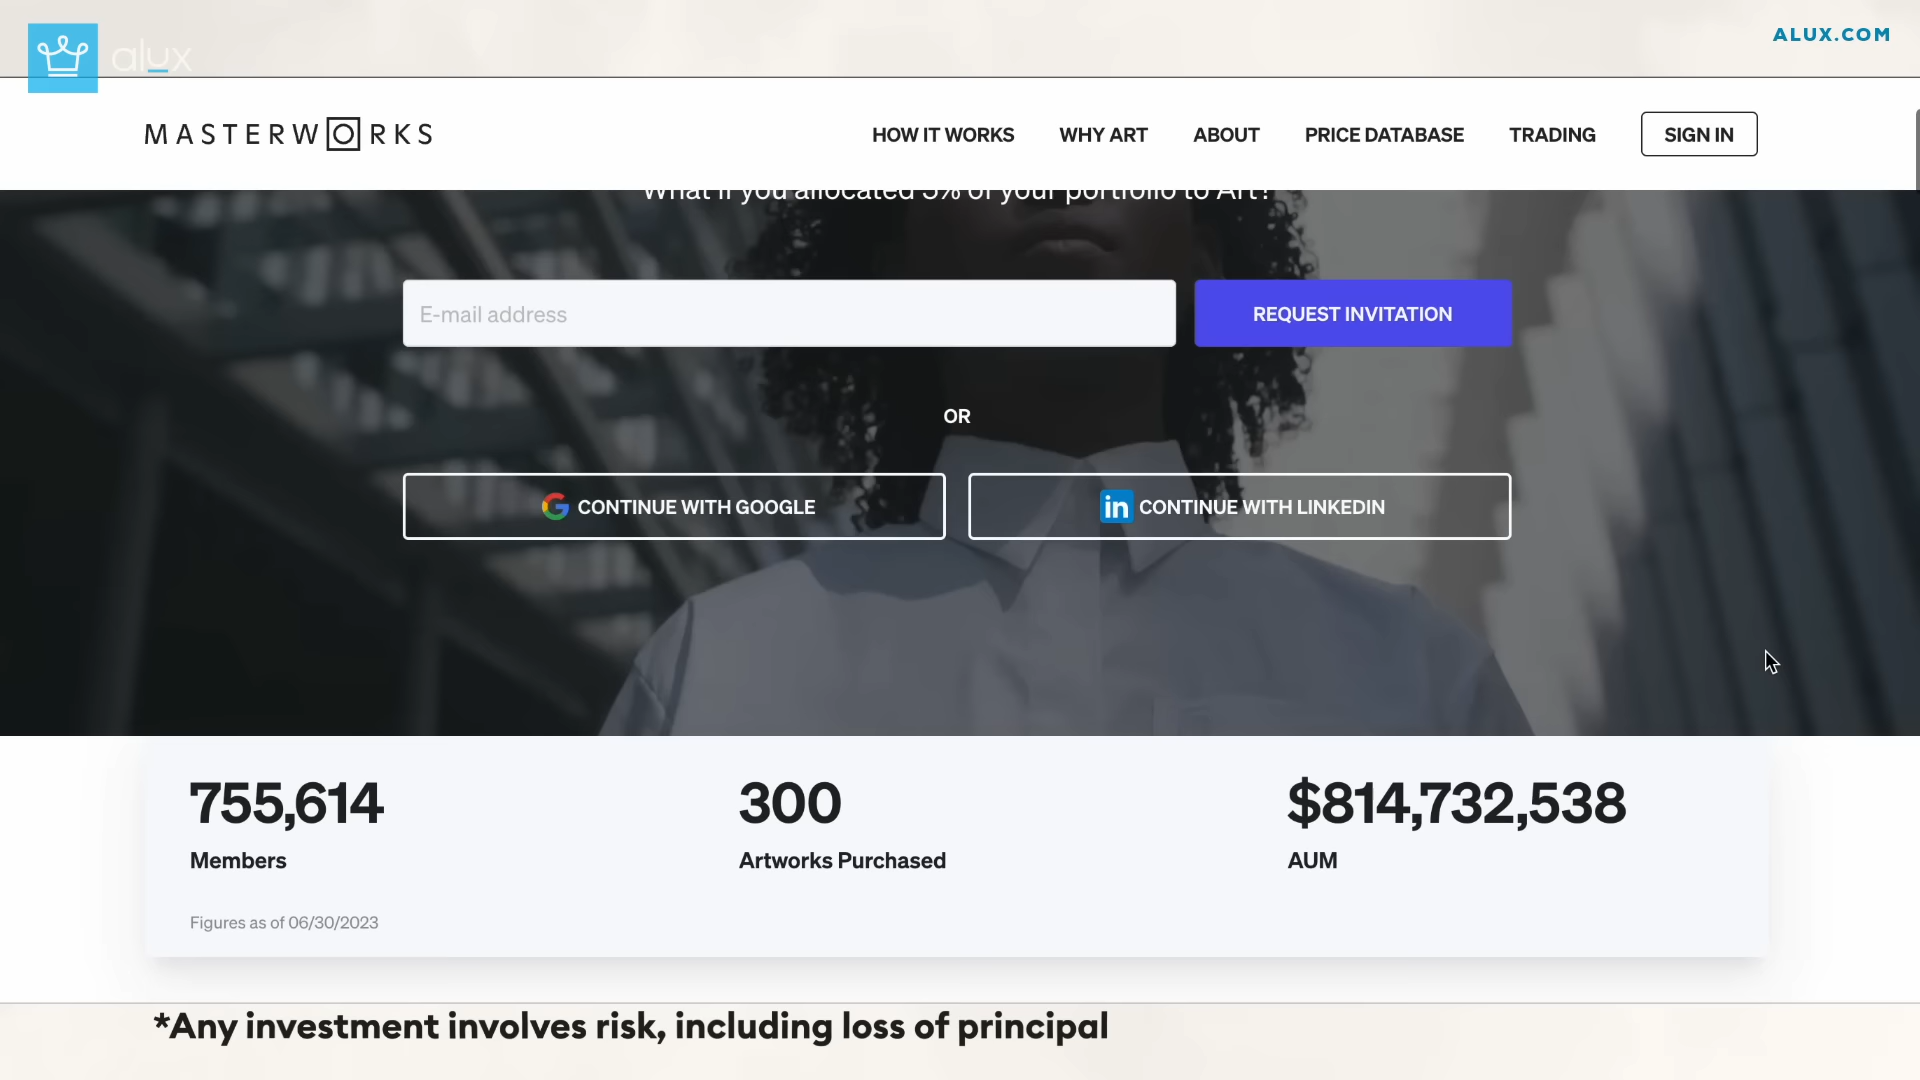 alux
ALUX.COM
MASTERWORKS
HOW IT WORKS
WHY ART
ABOUT
PRICE DATABASE
TRADING
SIGN IN
What if you allocated 5% of your portfolio to Art?
E-mail address
REQUEST INVITATION
OR
CONTINUE WITH GOOGLE
in CONTINUE WITH LINKEDIN
755,614
Members
300
Artworks Purchased
$814,732,538
AUM
Figures as of 06/30/2023
*Any investment involves risk, including loss of principal